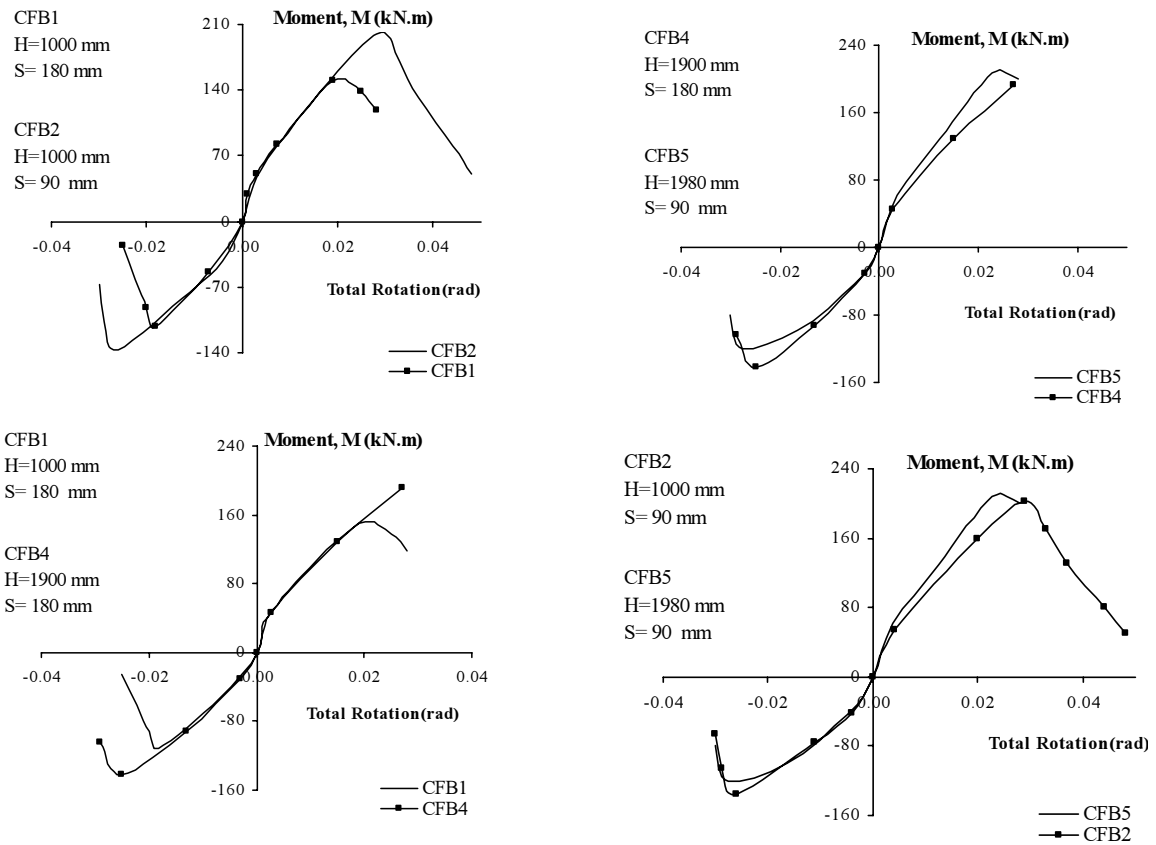 CFB1
H=1000 mm
S= 180 mm
CFB2
H=1000 mm
S= 90 mm
Moment, M (kN.m)
210
140
70
0
-70
-140
-0.04 -0.02 0.00 0.02 0.04
Total Rotation(rad)
CFB2
CFB1
CFB4
H=1900 mm
S= 180 mm
CFB5
H=1980 mm
S= 90 mm
Moment, M (kN.m)
240
160
80
0
-80
-160
-0.04 -0.02 0.00 0.02 0.04
Total Rotation(rad)
CFB5
CFB4
CFB1
H=1000 mm
S= 180 mm
CFB4
H=1900 mm
S= 180 mm
Moment, M (kN.m)
240
160
80
0
-80
-160
-0.04 -0.02 0.00 0.02 0.04
Total Rotation(rad)
CFB1
CFB4
CFB2
H=1000 mm
S= 90 mm
CFB5
H=1980 mm
S= 90 mm
Moment, M (kN.m)
240
160
80
0
-80
-160
-0.04 -0.02 0.00 0.02 0.04
Total Rotation(rad)
CFB5
CFB2